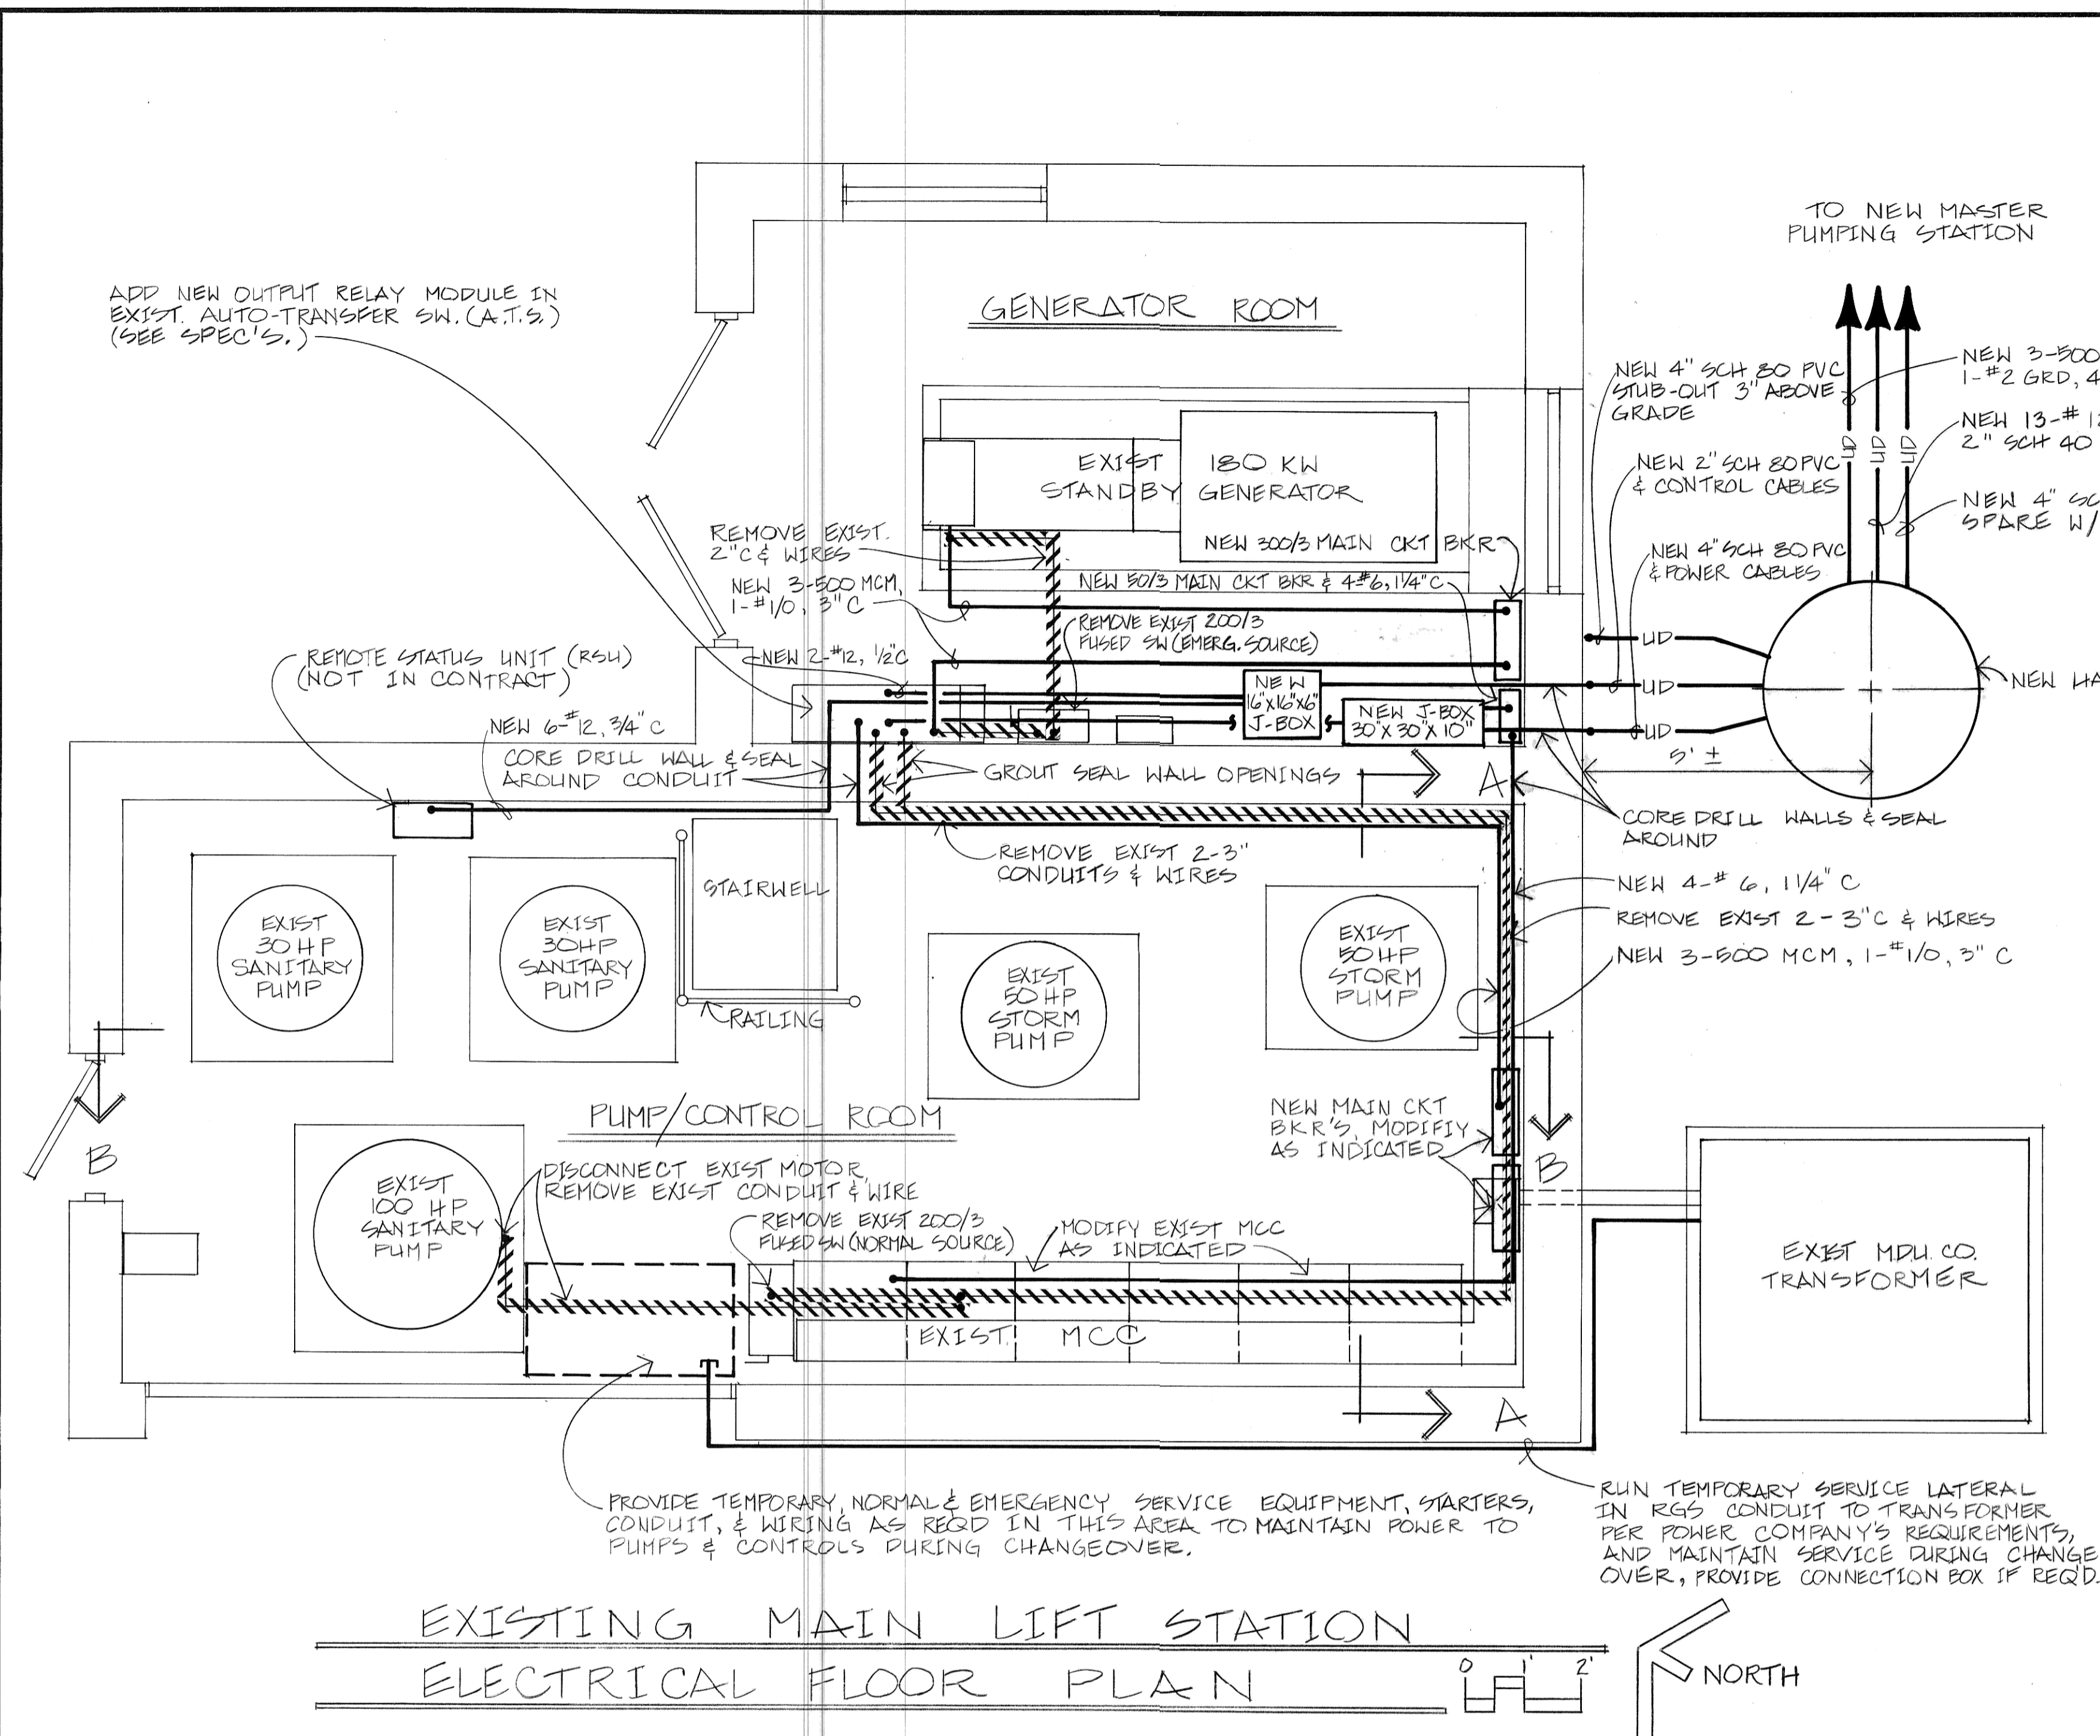 TO NEW MASTER
PUMPING STATION
ADD NEW OUTPUT RELAY MODULE IN
EXIST. AUTO-TRANSFER SW. (A.T.S.)
(SEE SPEC'S.)
GENERATOR ROOM
NEW 4" SCH 80 PVC
STUB-OUT 3" ABOVE
GRADE
NEW 3-500
1-#2 GRD, 4
NEW 13-# 12
2" SCH 40
NEW 2" SCH 80 PVC
& CONTROL CABLES
NEW 4" SC
SPARE W/
NEW 4" SCH 80 PVC
& POWER CABLES
UD UD UD
EXIST 180 KW
STANDBY GENERATOR
REMOVE EXIST.
2"C & WIRES
NEW 300/3 MAIN CKT BKR
NEW 3-500 MCM,
1-#1/0, 3" C
NEW 50/3 MAIN CKT BKR & 4-#6, 1 1/4" C
REMOVE EXIST 200/3
FUSED SW (EMERG. SOURCE)
NEW 2-#12, 1/2"C
REMOTE STATUS UNIT (RSU)
(NOT IN CONTRACT)
UD
UD
UD
NEW HA
NEW
16"x16"x6"
J-BOX
NEW J-BOX
30"x30"x10"
NEW 6-#12, 3/4" C
CORE DRILL WALL & SEAL
AROUND CONDUIT
GROUT SEAL WALL OPENINGS
A
5' ±
CORE DRILL WALLS & SEAL
AROUND
REMOVE EXIST 2-3"
CONDUITS & WIRES
STAIRWELL
RAILING
NEW 4-# 6, 1 1/4" C
REMOVE EXIST 2-3"C & WIRES
NEW 3-500 MCM, 1-#1/0, 3" C
EXIST
30 HP
SANITARY
PUMP
EXIST
30HP
SANITARY
PUMP
EXIST
50 HP
STORM
PUMP
EXIST
50 HP
STORM
PUMP
PUMP/CONTROL ROOM
NEW MAIN CKT
BKR'S, MODIFIY
AS INDICATED
B
B
DISCONNECT EXIST MOTOR,
REMOVE EXIST CONDUIT & WIRE
EXIST
100 HP
SANITARY
PUMP
REMOVE EXIST 200/3
FUSED SW (NORMAL SOURCE)
MODIFY EXIST MCC
AS INDICATED
EXIST M.D.U. CO.
TRANSFORMER
EXIST. MCC
A
PROVIDE TEMPORARY, NORMAL & EMERGENCY SERVICE EQUIPMENT, STARTERS,
CONDUIT, & WIRING AS REQD IN THIS AREA TO MAINTAIN POWER TO
PUMPS & CONTROLS DURING CHANGEOVER.
RUN TEMPORARY SERVICE LATERAL
IN RGS CONDUIT TO TRANSFORMER
PER POWER COMPANY'S REQUIREMENTS,
AND MAINTAIN SERVICE DURING CHANGE
OVER, PROVIDE CONNECTION BOX IF REQ'D.
EXISTING MAIN LIFT STATION
ELECTRICAL FLOOR PLAN
0 1' 2'
NORTH